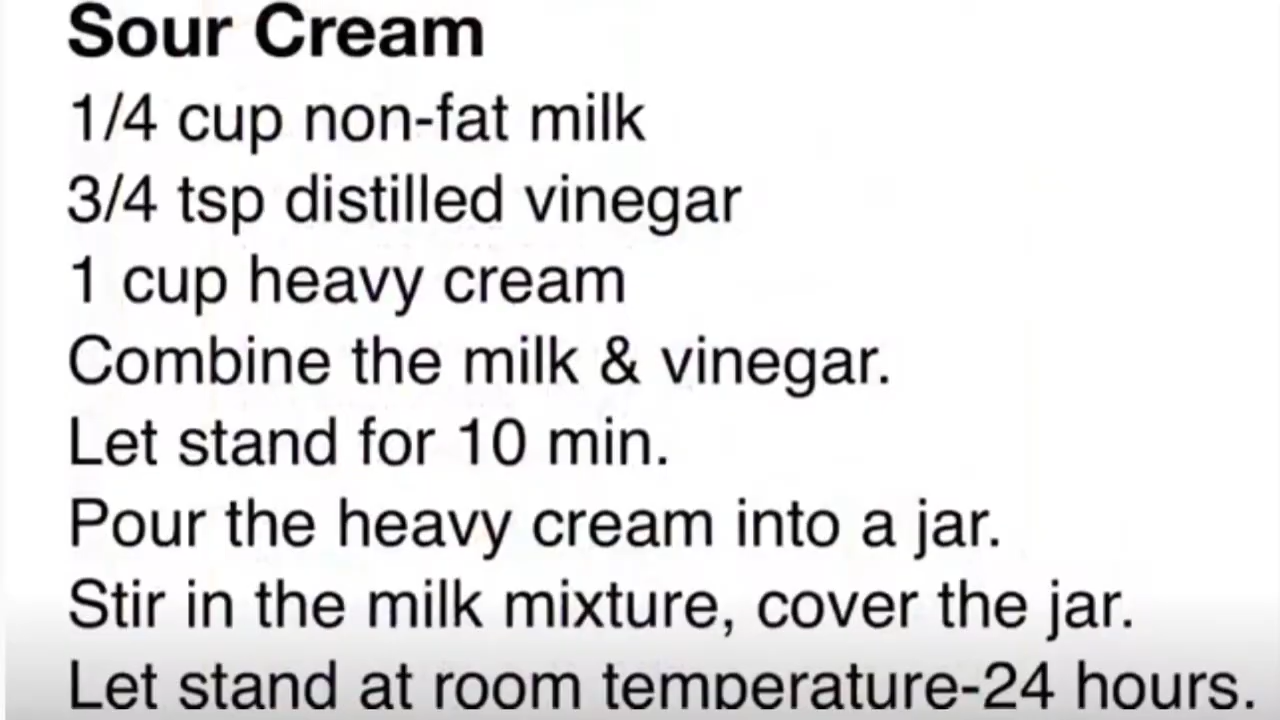 Sour Cream
1/4 cup non-fat milk
3/4 tsp distilled vinegar
1 cup heavy cream
Combine the milk & vinegar.
Let stand for 10 min.
Pour the heavy cream into a jar.
Stir in the milk mixture, cover the jar.
Let stand at room temperature-24 hours.